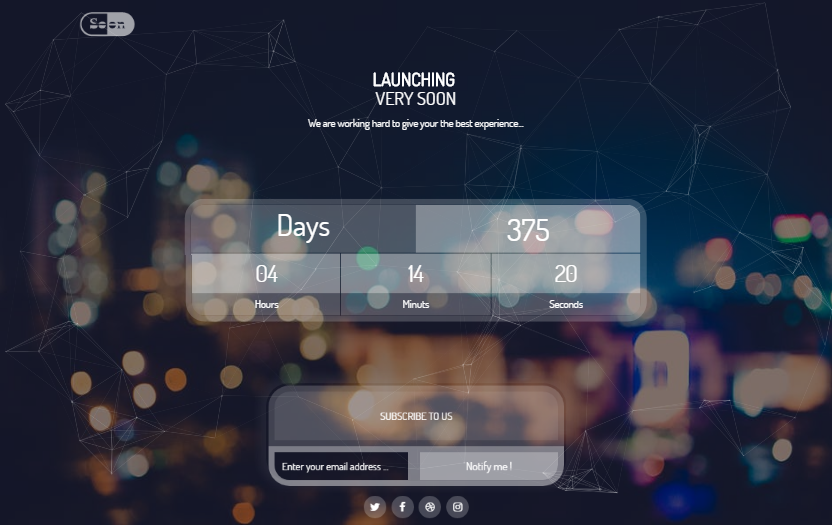 Soon
LAUNCHING
VERY SOON
We are working hard to give your the best experience...
Days 375
04 14 20
Hours Minuts Seconds
SUBSCRIBE TO US
Enter your email address ... Notify me !